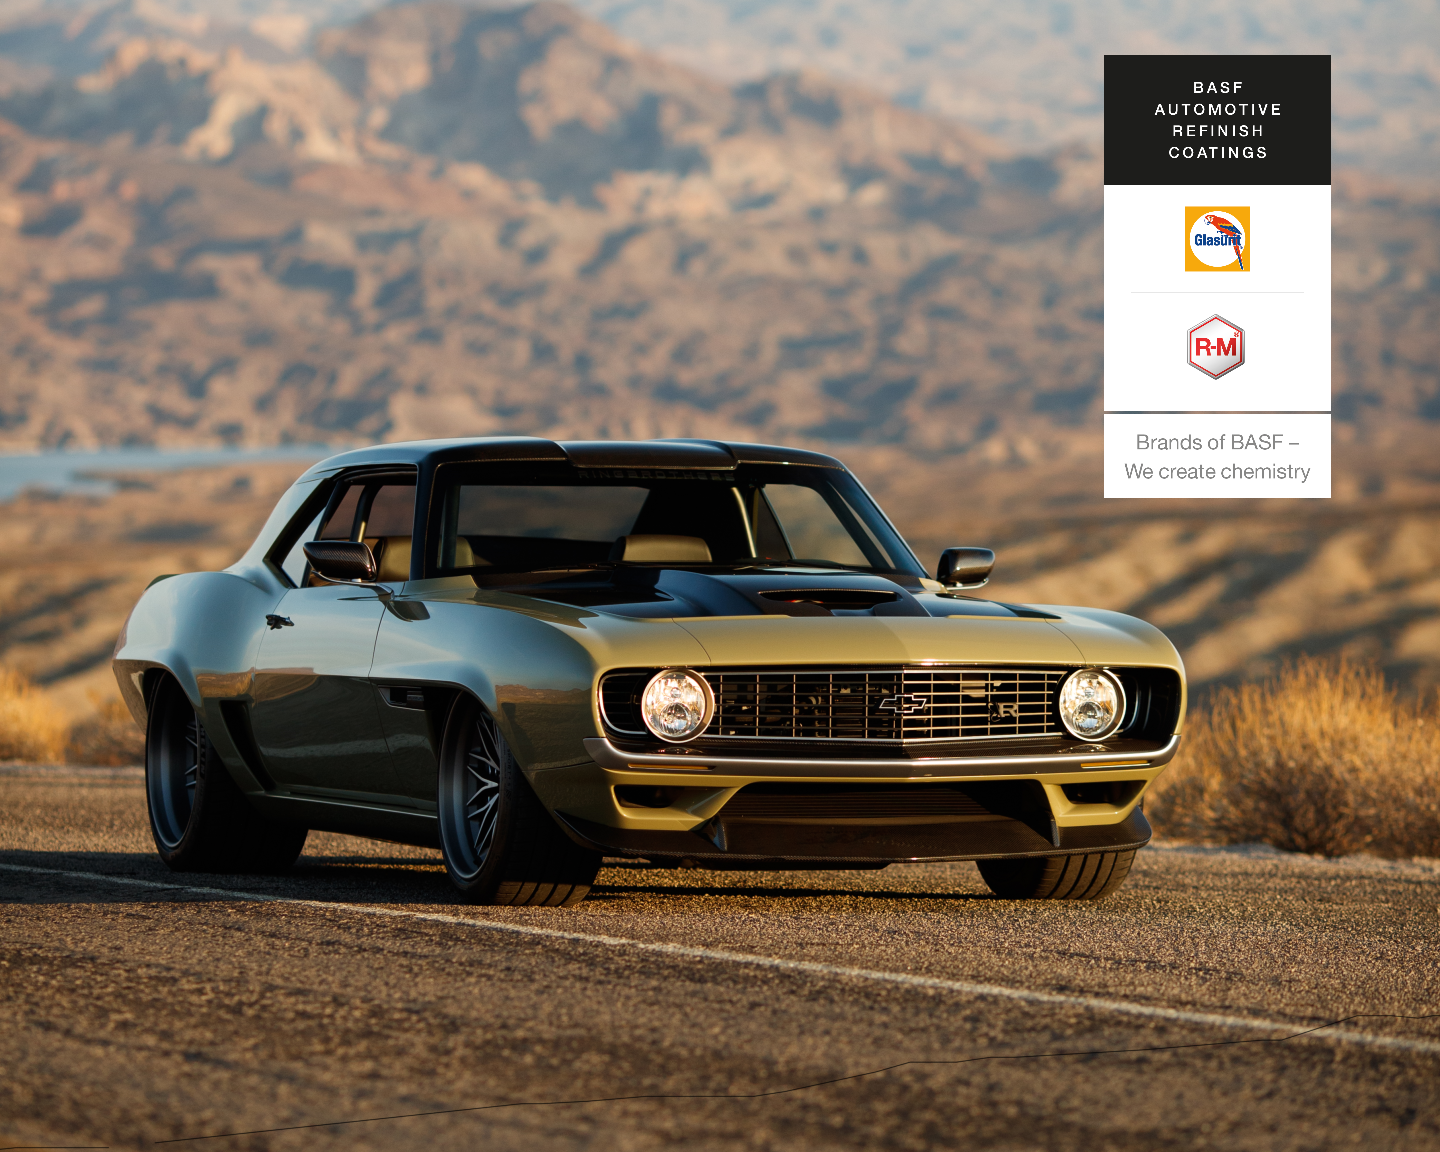 BASF
AUTOMOTIVE
REFINISH
COATINGS
Glasurit
R-M
Brands of BASF –
We create chemistry
R